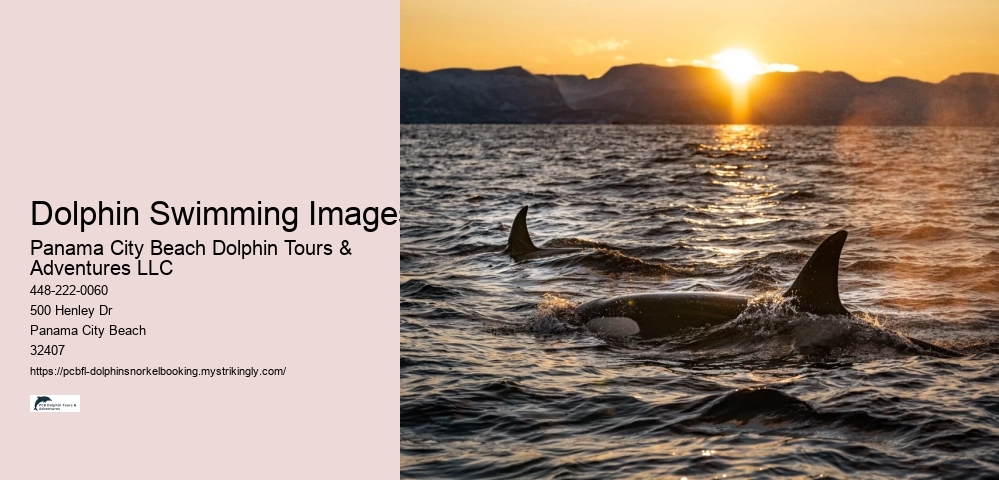 Dolphin Swimming Images
Panama City Beach Dolphin Tours &
Adventures LLC
448-222-0060
500 Henley Dr
Panama City Beach
32407
https://pcbfl-dolphinsnorkelbooking.mystrikingly.com/
PCB Dolphin Tours &
Adventures